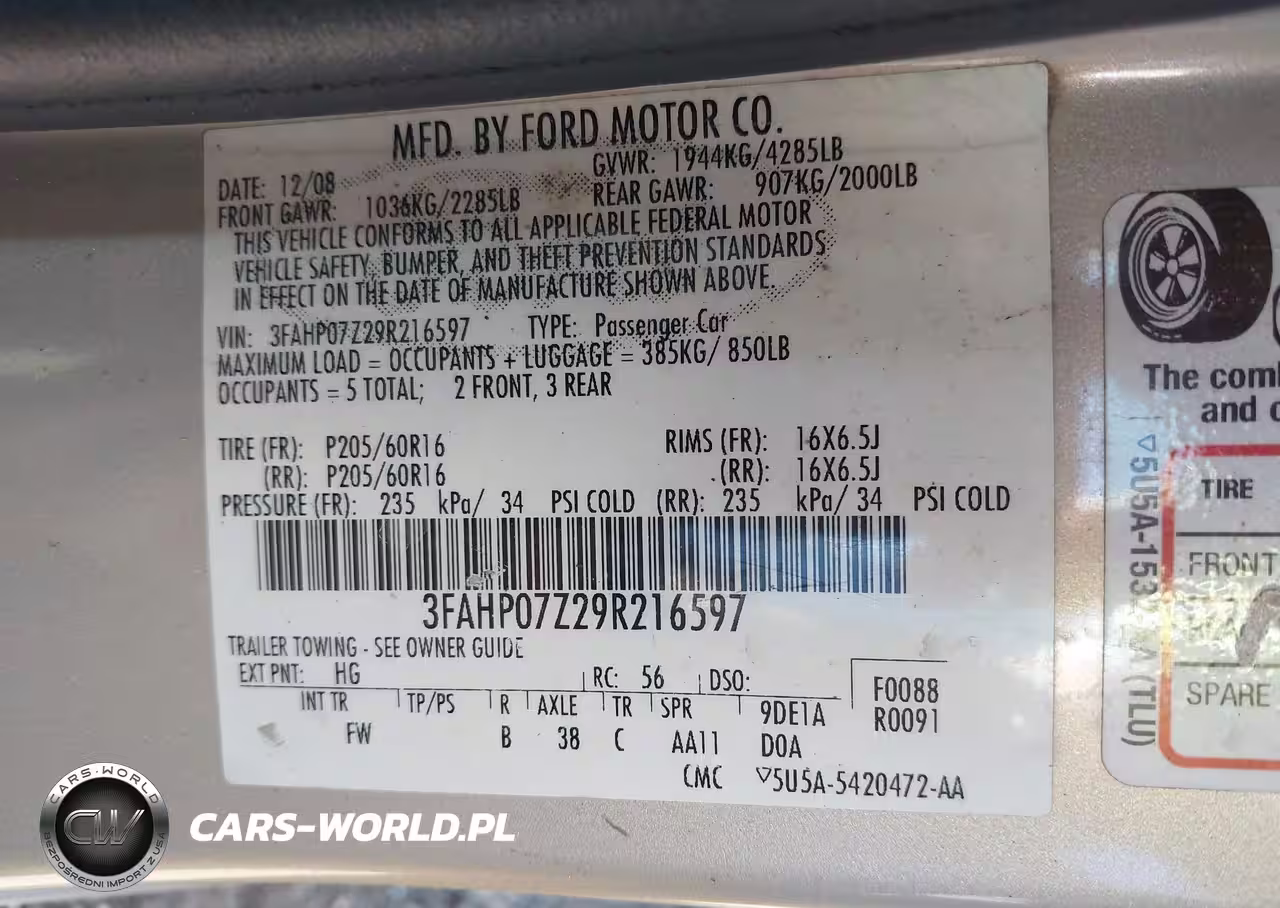 MFD. BY FORD MOTOR CO.
DATE: 12/08
GVWR: 1944KG/4285LB
FRONT GAWR: 1036KG/2285LB
REAR GAWR: 907KG/2000LB
THIS VEHICLE CONFORMS TO ALL APPLICABLE FEDERAL MOTOR
VEHICLE SAFETY, BUMPER, AND THEFT PREVENTION STANDARDS
IN EFFECT ON THE DATE OF MANUFACTURE SHOWN ABOVE.
VIN: 3FAHP07Z29R216597 TYPE: Passenger Car
MAXIMUM LOAD = OCCUPANTS + LUGGAGE = 385KG/ 850LB
OCCUPANTS = 5 TOTAL; 2 FRONT, 3 REAR
TIRE (FR): P205/60R16 RIMS (FR): 16X6.5J
(RR): P205/60R16 (RR): 16X6.5J
PRESSURE (FR): 235 kPa/ 34 PSI COLD (RR): 235 kPa/ 34 PSI COLD
3FAHP07Z29R216597
TRAILER TOWING - SEE OWNER GUIDE
EXT PNT: HG RC: 56 DSO:
F0088
R0091
INT TR TP/PS R AXLE TR SPR 9DE1A
FW B 38 C AA11 D0A
CMC ▽5U5A-5420472-AA
The com
and
TIRE
FRONT
SPARE
▽5U5A-153
(TLU)
CARS-WORLD
CW
BEZPOŚREDNI IMPORT Z USA
CARS-WORLD.PL